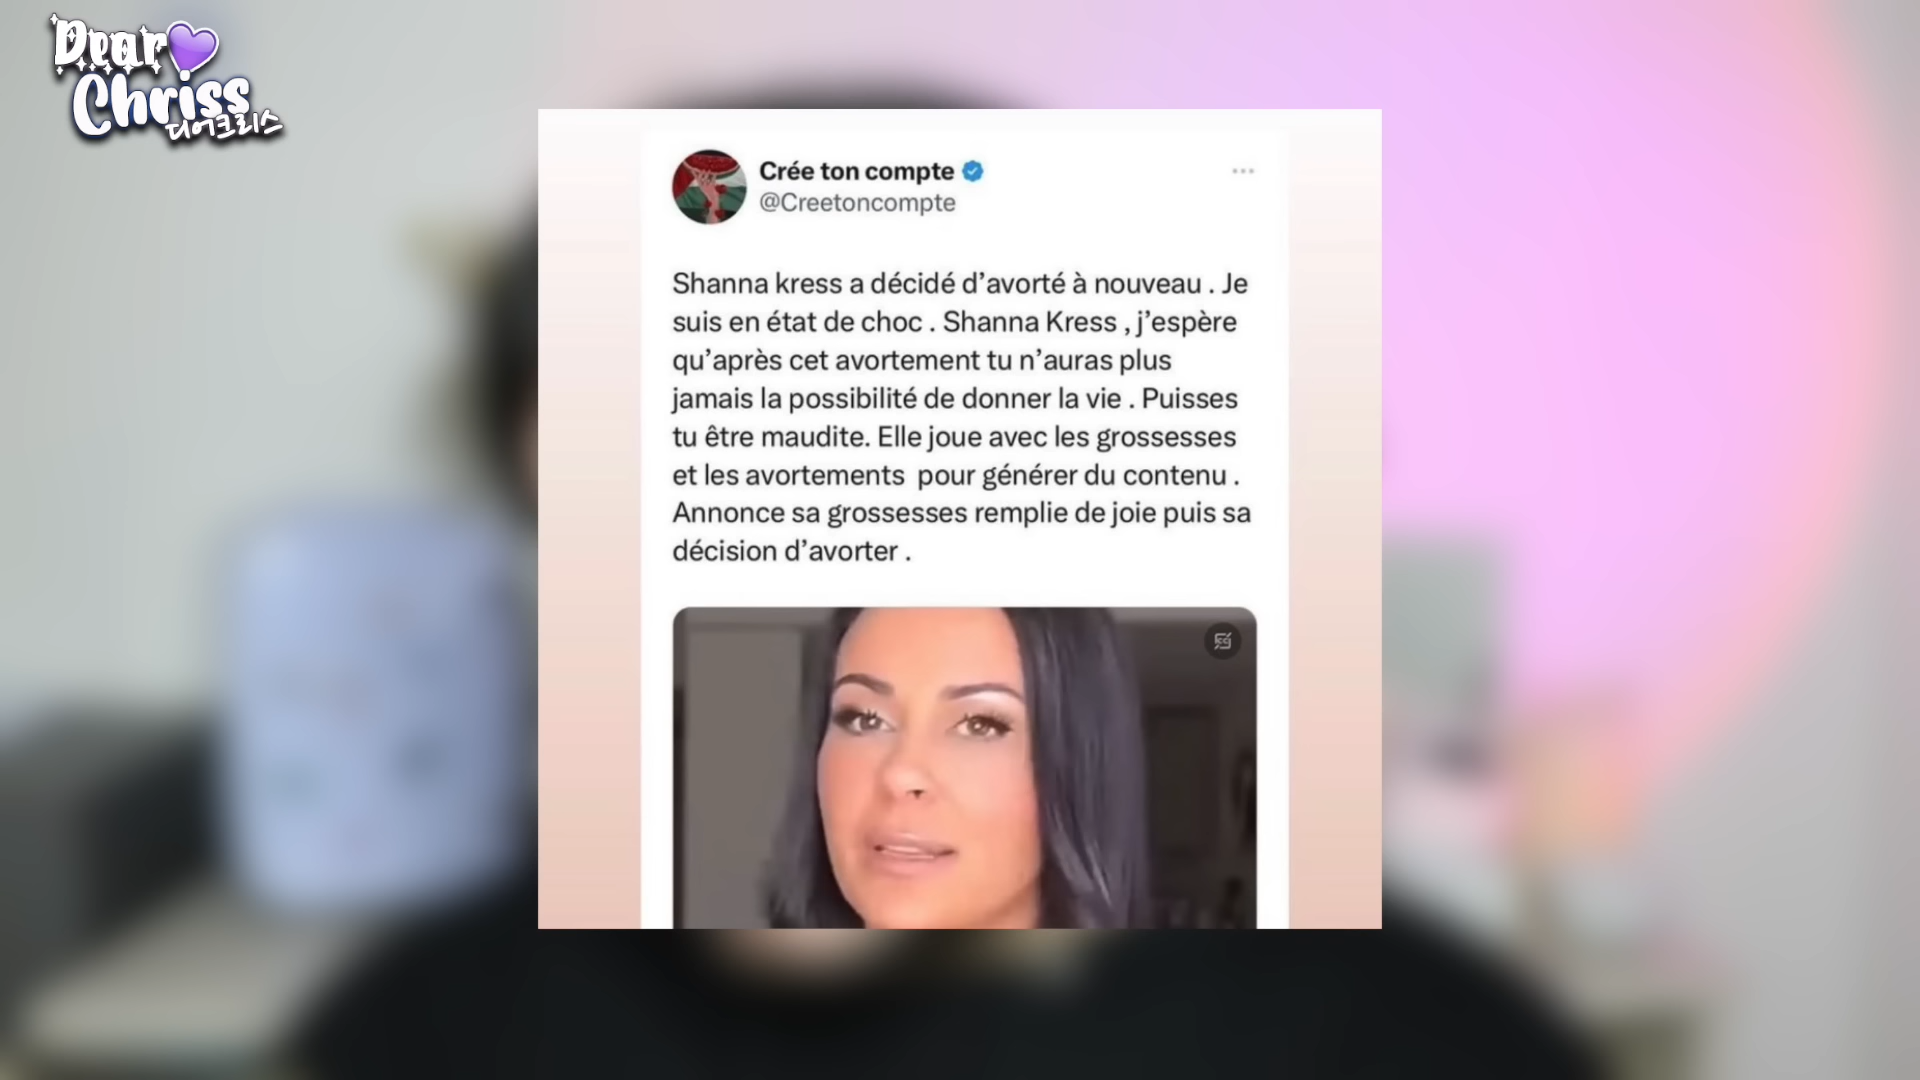 Dear
Chriss
디어크리스
Crée ton compte
@Creetoncompte
Shanna kress a décidé d’avorté à nouveau . Je
suis en état de choc . Shanna Kress , j’espère
qu’après cet avortement tu n’auras plus
jamais la possibilité de donner la vie . Puisses
tu être maudite. Elle joue avec les grossesses
et les avortements  pour générer du contenu .
Annonce sa grossesses remplie de joie puis sa
décision d’avorter .